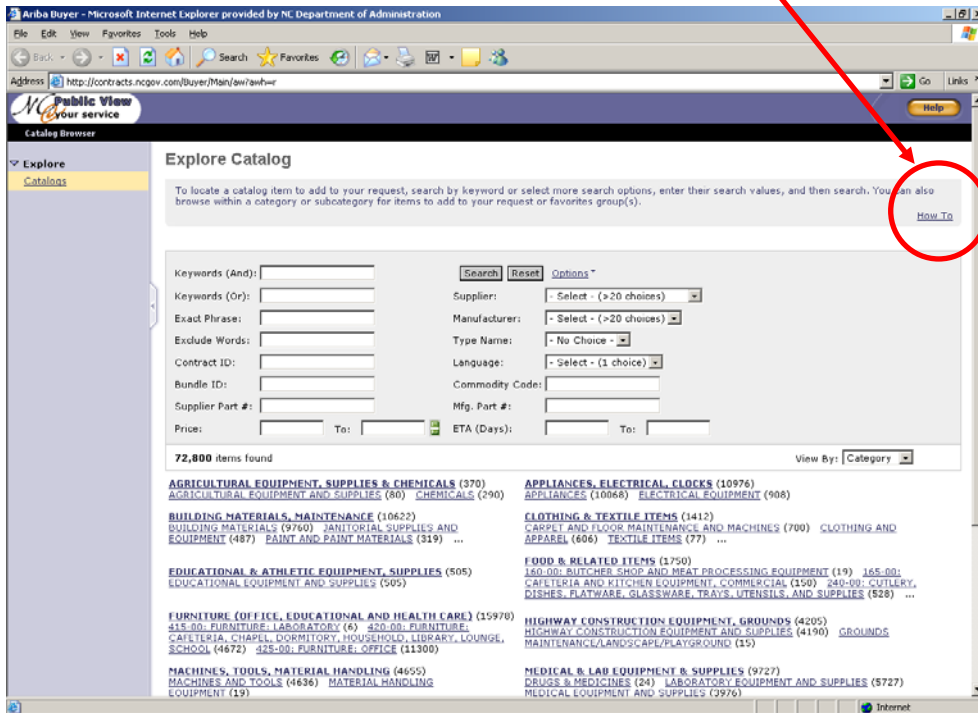 Ariba Buyer - Microsoft Internet Explorer provided by NC Department of Administration
File Edit View Favorites Tools Help
Back Search Favorites
Address http://contracts.ncgov.com/Buyer/Main/aw?awh=r Go Links
NC @ Public View your service Help
Catalog Browser
Explore
Catalogs
Explore Catalog
To locate a catalog item to add to your request, search by keyword or select more search options, enter their search values, and then search. You can also
browse within a category or subcategory for items to add to your request or favorites group(s).
How To
Keywords (And): Search Reset Options
Keywords (Or): Supplier: - Select - (>20 choices)
Exact Phrase: Manufacturer: - Select - (>20 choices)
Exclude Words: Type Name: - No Choice -
Contract ID: Language: - Select - (1 choice)
Bundle ID: Commodity Code:
Supplier Part #: Mfg. Part #:
Price: To: ETA (Days): To:
72,800 items found View By: Category
AGRICULTURAL EQUIPMENT, SUPPLIES & CHEMICALS (370)
AGRICULTURAL EQUIPMENT AND SUPPLIES (80) CHEMICALS (290)
APPLIANCES, ELECTRICAL, CLOCKS (10976)
APPLIANCES (10068) ELECTRICAL EQUIPMENT (908)
BUILDING MATERIALS, MAINTENANCE (10622)
BUILDING MATERIALS (9760) JANITORIAL SUPPLIES AND
EQUIPMENT (487) PAINT AND PAINT MATERIALS (319) ...
CLOTHING & TEXTILE ITEMS (1412)
CARPET AND FLOOR MAINTENANCE AND MACHINES (700) CLOTHING AND
APPAREL (606) TEXTILE ITEMS (77) ...
EDUCATIONAL & ATHLETIC EQUIPMENT, SUPPLIES (505)
EDUCATIONAL EQUIPMENT AND SUPPLIES (505)
FOOD & RELATED ITEMS (1750)
160-00: BUTCHER SHOP AND MEAT PROCESSING EQUIPMENT (19) 165-00:
CAFETERIA AND KITCHEN EQUIPMENT, COMMERCIAL (150) 240-00: CUTLERY,
DISHES, FLATWARE, GLASSWARE, TRAYS, UTENSILS, AND SUPPLIES (528) ...
FURNITURE (OFFICE, EDUCATIONAL AND HEALTH CARE) (15978)
415-00: FURNITURE: LABORATORY (6) 420-00: FURNITURE:
CAFETERIA, CHAPEL, DORMITORY, HOUSEHOLD, LIBRARY, LOUNGE,
SCHOOL (4672) 425-00: FURNITURE: OFFICE (11300)
HIGHWAY CONSTRUCTION EQUIPMENT, GROUNDS (4205)
HIGHWAY CONSTRUCTION EQUIPMENT AND SUPPLIES (4190) GROUNDS
MAINTENANCE/LANDSCAPE/PLAYGROUND (15)
MACHINES, TOOLS, MATERIAL HANDLING (4655)
MACHINES AND TOOLS (4636) MATERIAL HANDLING
EQUIPMENT (19)
MEDICAL & LAB EQUIPMENT & SUPPLIES (9727)
DRUGS & MEDICINES (24) LABORATORY EQUIPMENT AND SUPPLIES (5727)
MEDICAL EQUIPMENT AND SUPPLIES (3976)
Internet